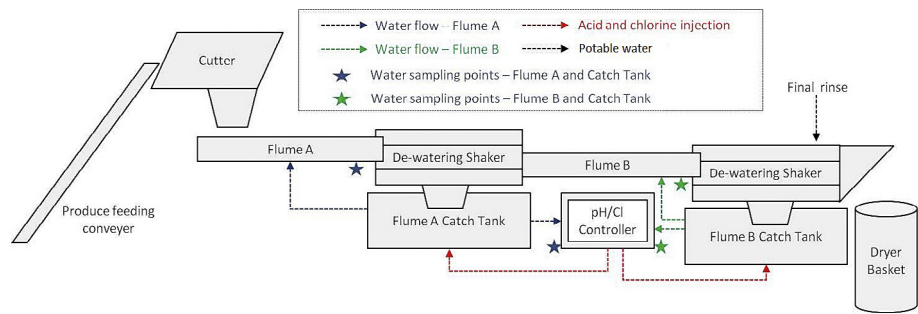 Water flow – Flume A
Acid and chlorine injection
Water flow – Flume B
Potable water
Water sampling points – Flume A and Catch Tank
Water sampling points – Flume B and Catch Tank
Cutter
Final rinse
Flume A
De-watering Shaker
Flume B
De-watering Shaker
Produce feeding
conveyer
Flume A Catch Tank
pH/Cl
Controller
Flume B Catch Tank
Dryer
Basket